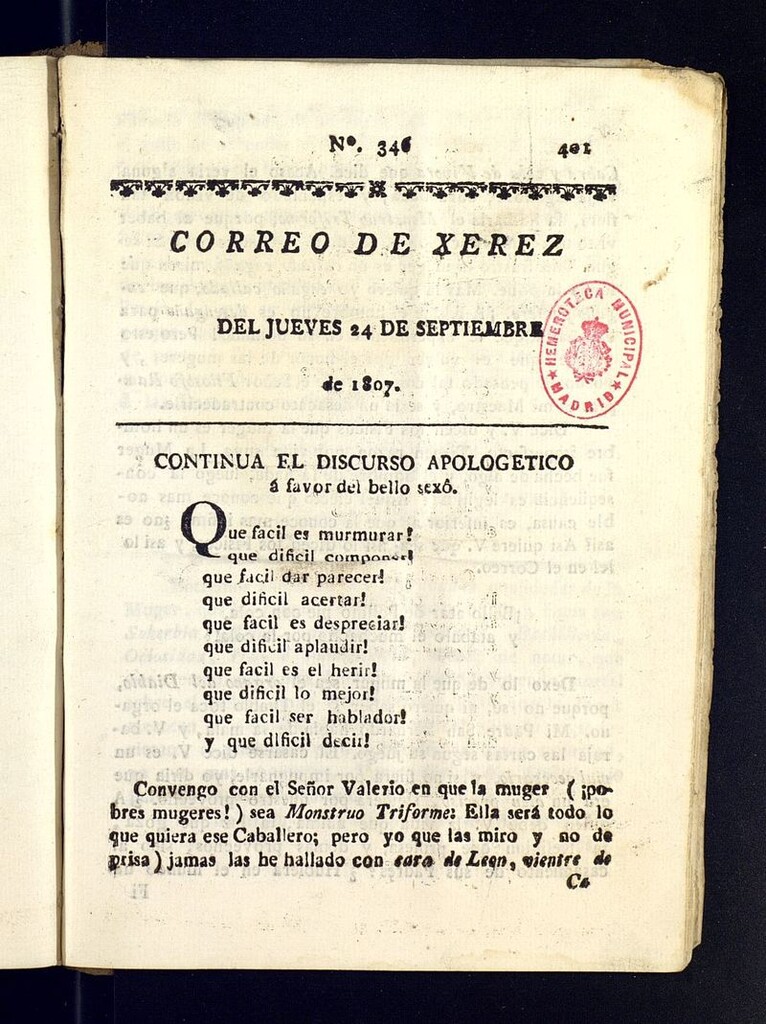 Nº. 346 401
CORREO DE XEREZ
DEL JUEVES 24 DE SEPTIEMBRE
de 1807.
HEMEROTECA MUNICIPAL
★ MADRID ★
CONTINUA EL DISCURSO APOLOGETICO
á favor del bello sexô.
Que facil es murmurar!
que dificil componer!
que facil dar parecer!
que dificil acertar!
que facil es despreciar!
que dificil aplaudir!
que facil es el herir!
que dificil lo mejor!
que facil ser hablador!
y que dificil decir!
Convengo con el Señor Valerio en que la muger (¡po-
bres mugeres!) sea Monstruo Triforme: Ella será todo lo
que quiera ese Caballero; pero yo que las miro y no de
prisa) jamas las he hallado con cara de Leon, vientre de
Ca